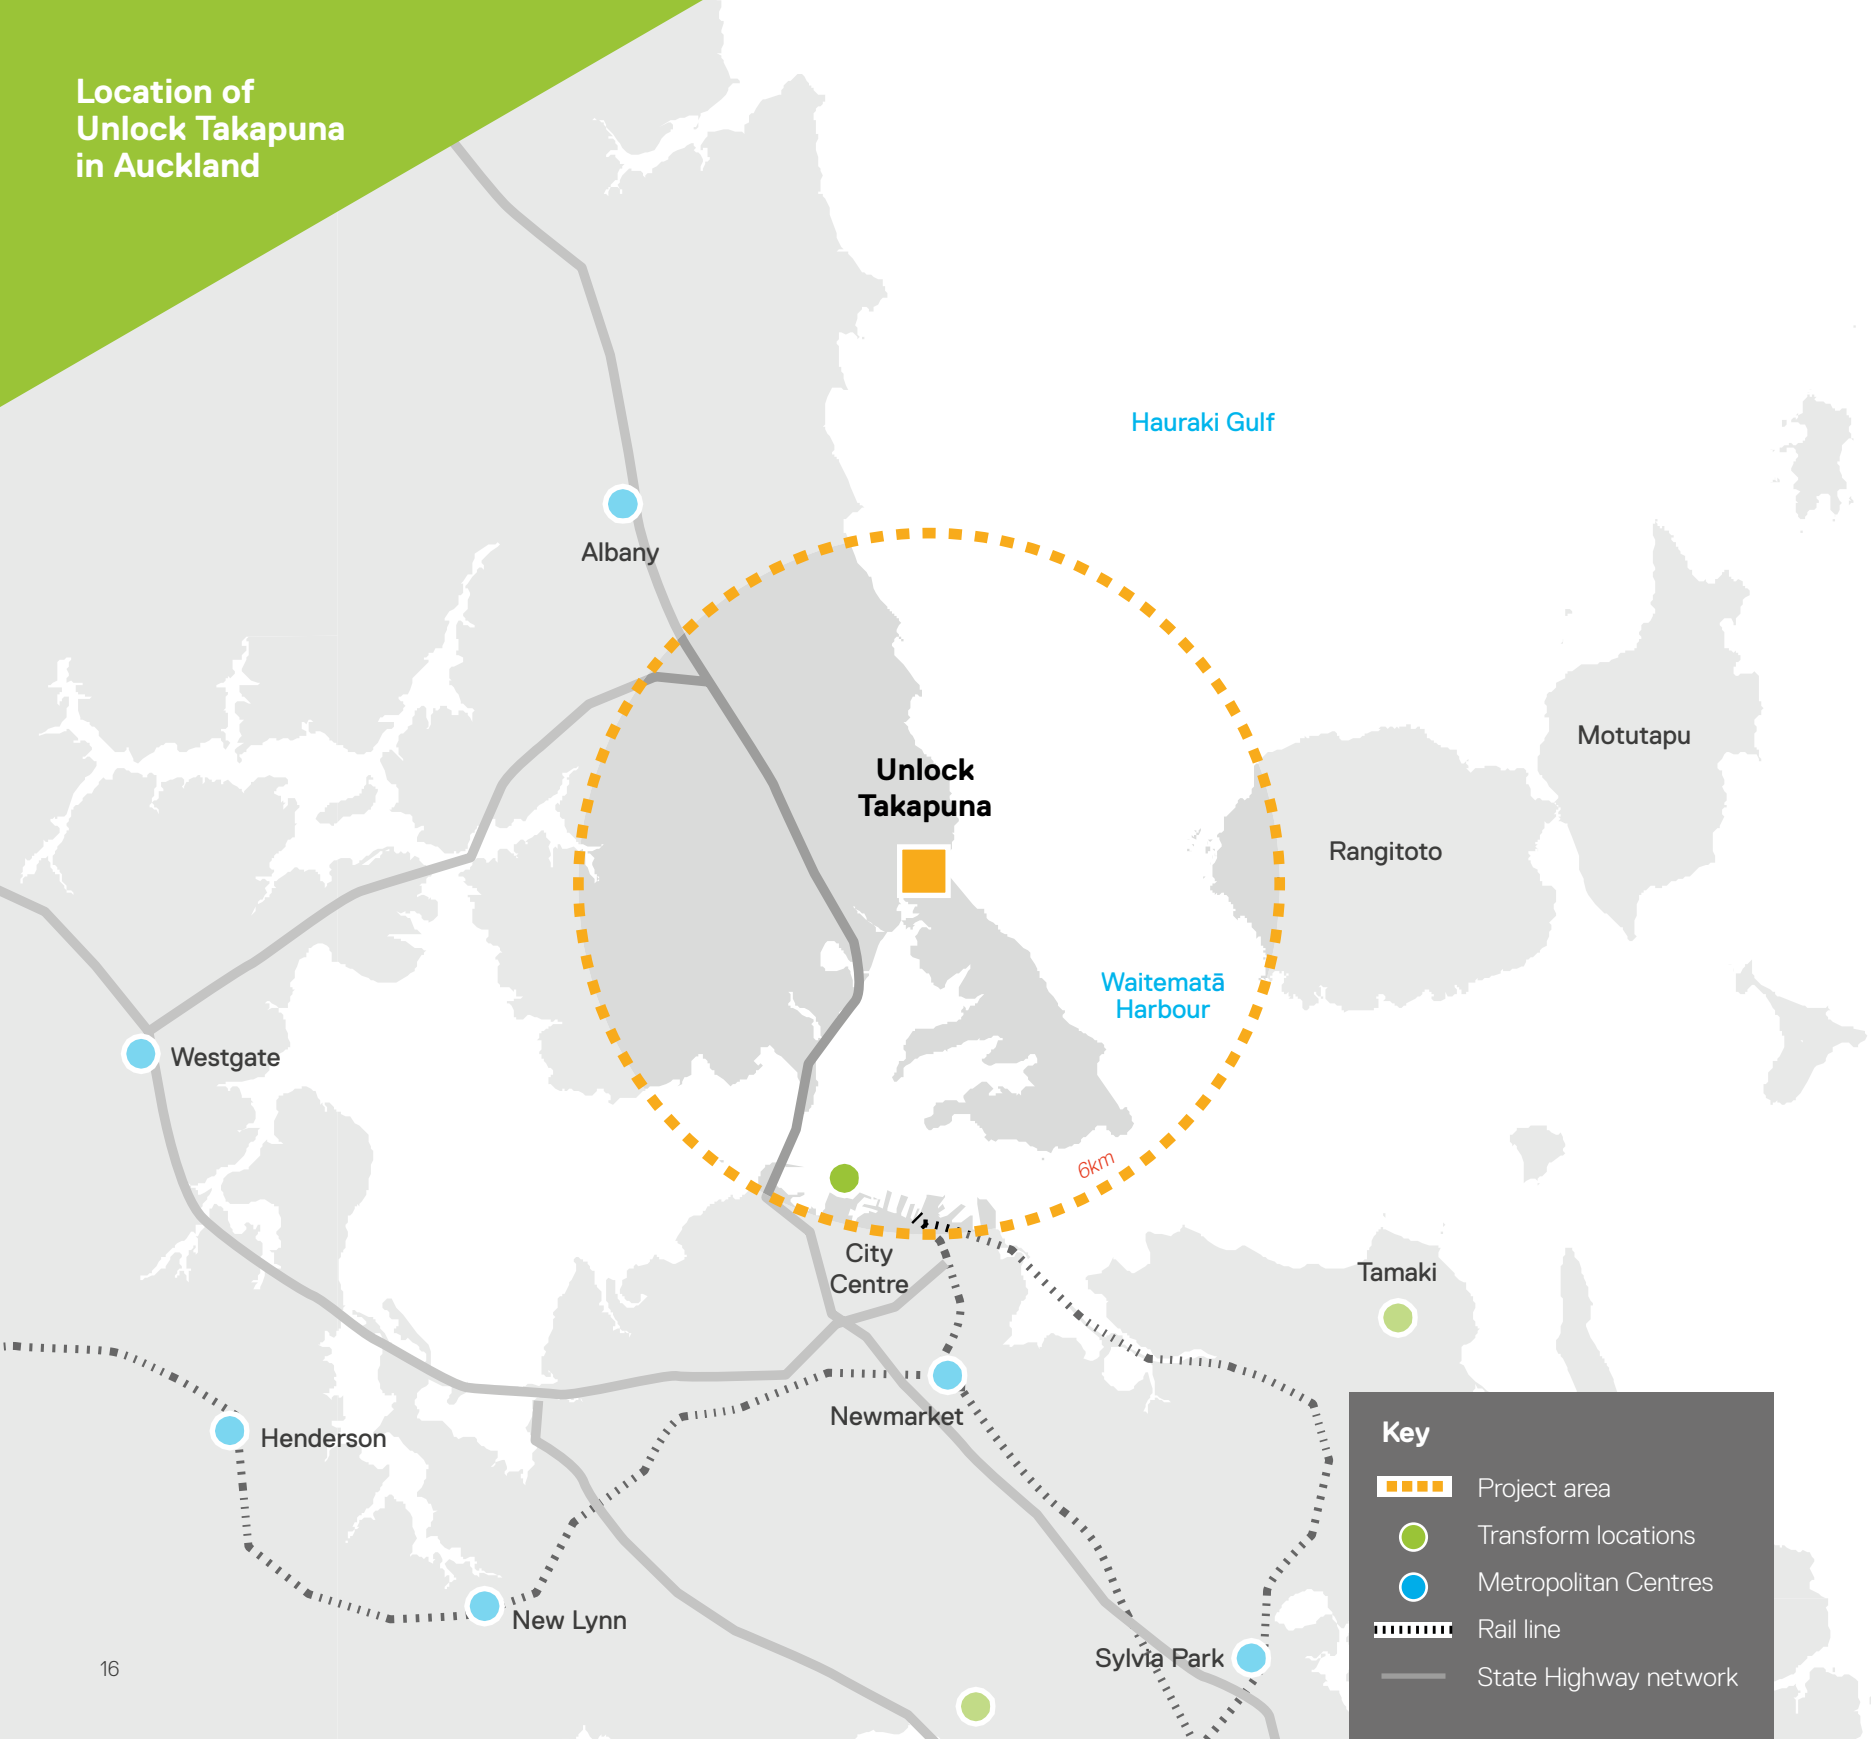 Location of
Unlock Takapuna
in Auckland
Hauraki Gulf
Albany
Motutapu
Unlock
Takapuna
Rangitoto
Waitematā
Harbour
Westgate
6km
City
Centre
Tamaki
Newmarket
Henderson
New Lynn
Sylvia Park
16
Key
Project area
Transform locations
Metropolitan Centres
Rail line
State Highway network